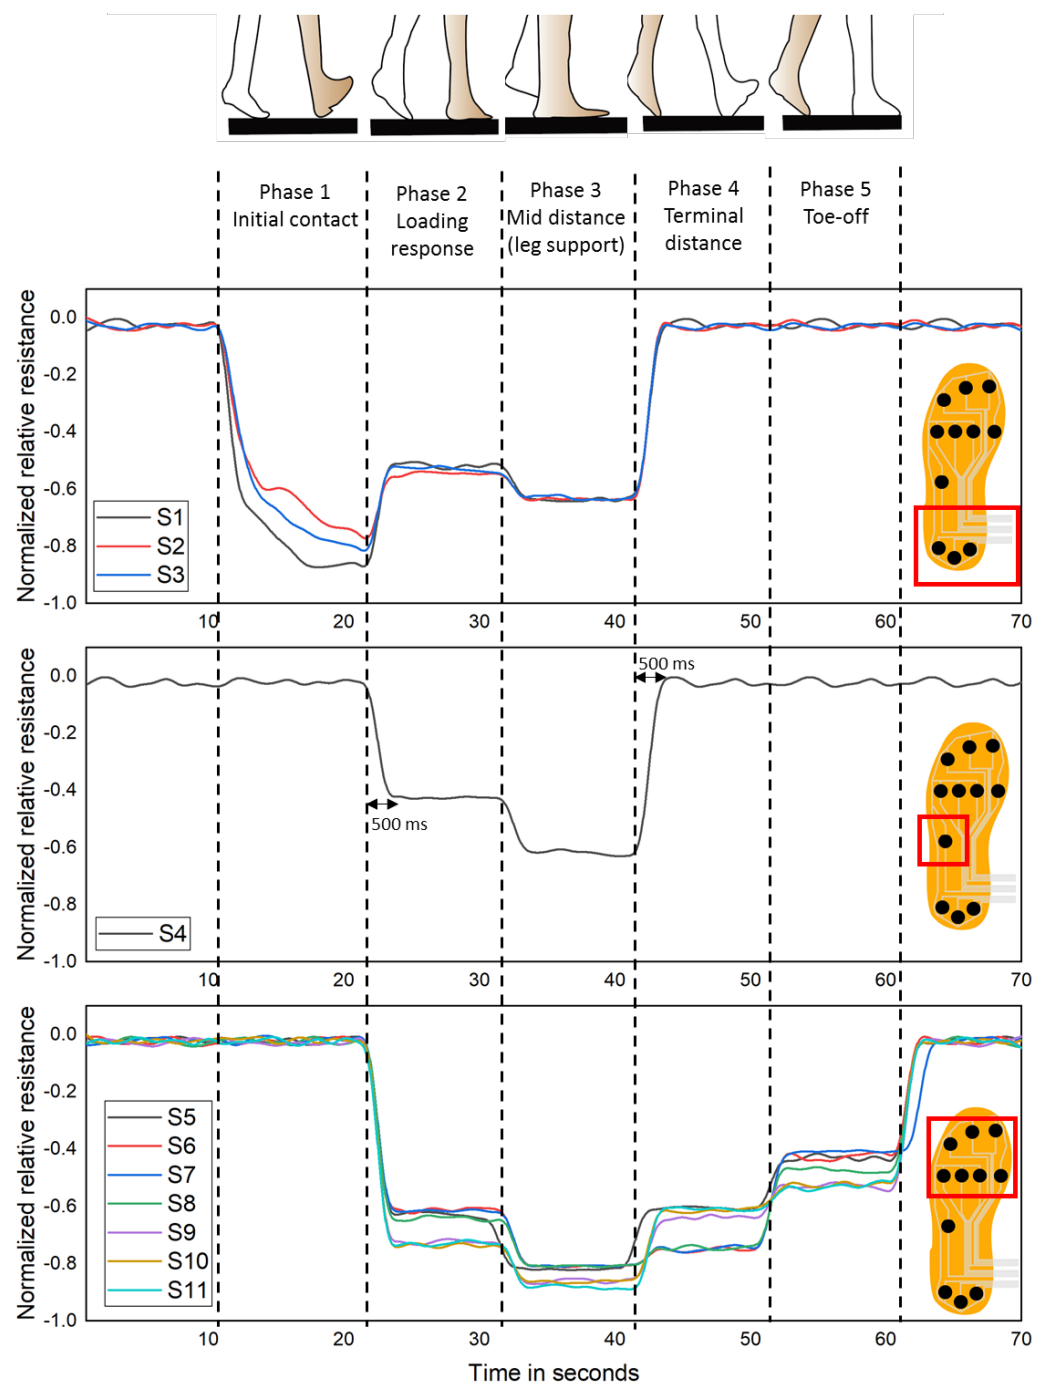 Phase 1
Initial contact
Phase 2
Loading
response
Phase 3
Mid distance
(leg support)
Phase 4
Terminal
distance
Phase 5
Toe-off
Normalized relative resistance
0.0
-0.2
-0.4
-0.6
-0.8
-1.0
S1
S2
S3
10 20 30 40 50 60 70
Normalized relative resistance
0.0
-0.2
-0.4
-0.6
-0.8
-1.0
500 ms
500 ms
S4
10 20 30 40 50 60 70
Normalized relative resistance
0.0
-0.2
-0.4
-0.6
-0.8
-1.0
S5
S6
S7
S8
S9
S10
S11
10 20 30 40 50 60 70
Time in seconds